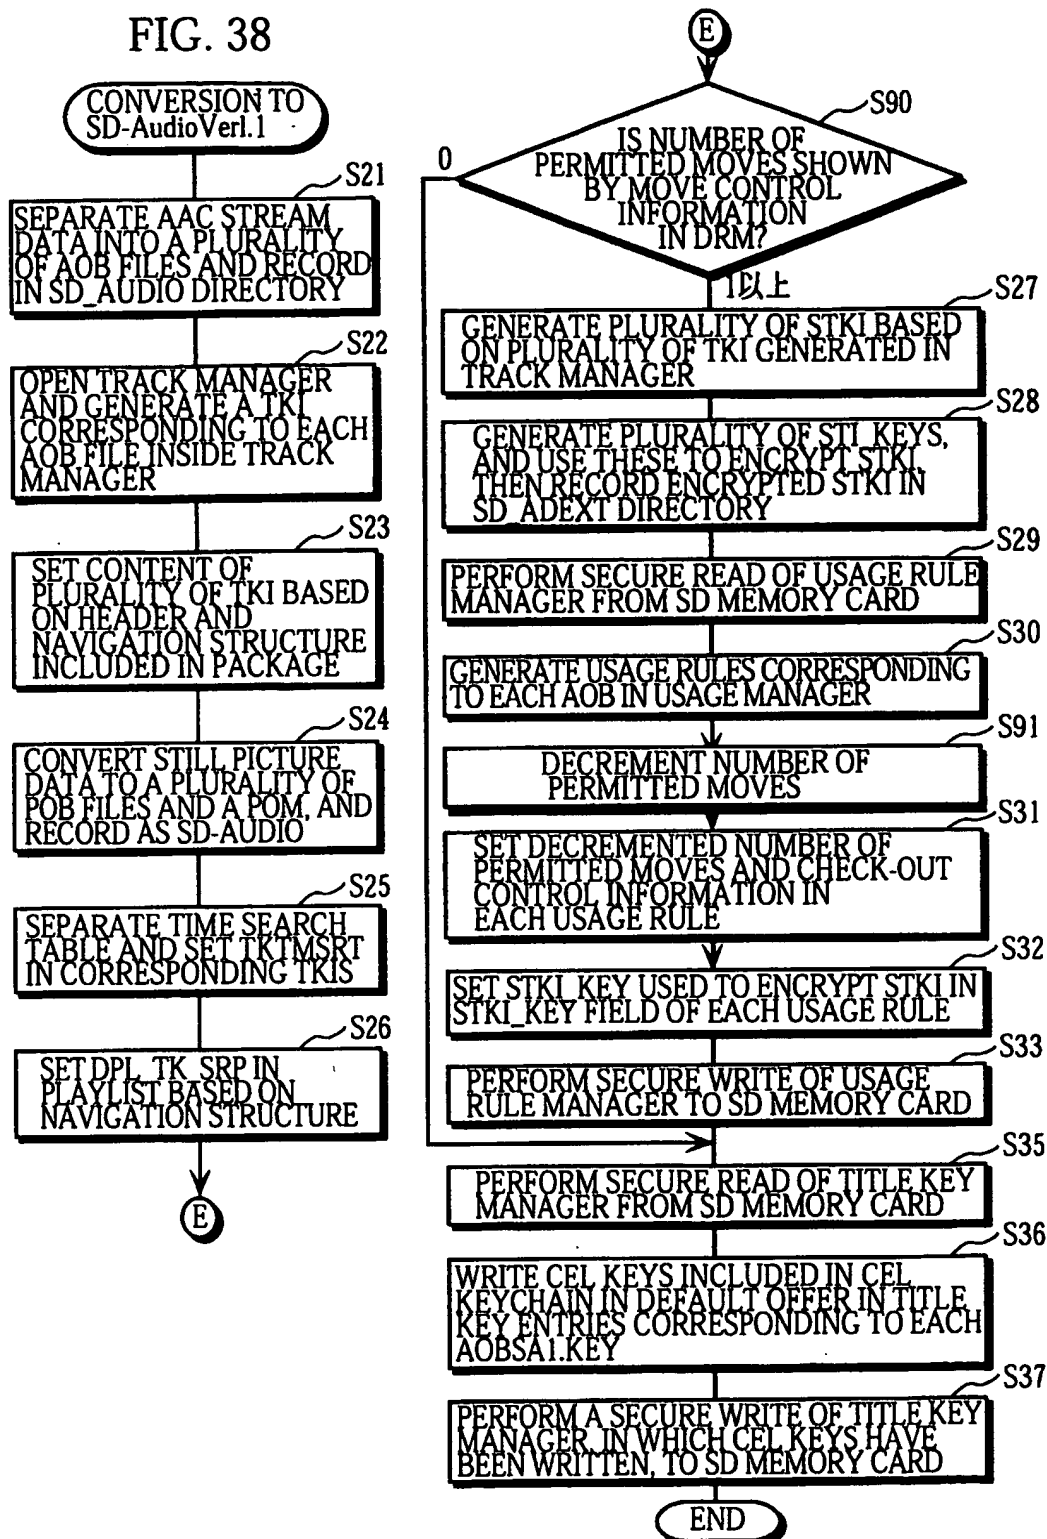 FIG. 38
CONVERSION TO
SD-AudioVer1.1
S21
SEPARATE AAC STREAM
DATA INTO A PLURALITY
OF AOB FILES AND RECORD
IN SD_AUDIO DIRECTORY
S22
OPEN TRACK MANAGER
AND GENERATE A TKI
CORRESPONDING TO EACH
AOB FILE INSIDE TRACK
MANAGER
S23
SET CONTENT OF
PLURALITY OF TKI BASED
ON HEADER AND
NAVIGATION STRUCTURE
INCLUDED IN PACKAGE
S24
CONVERT STILL PICTURE
DATA TO A PLURALITY OF
POB FILES AND A POM, AND
RECORD AS SD-AUDIO
S25
SEPARATE TIME SEARCH
TABLE AND SET TKTMSRT
IN CORRESPONDING TKIS
S26
SET DPL_TK_SRP IN
PLAYLIST BASED ON
NAVIGATION STRUCTURE
E
E
S90
IS NUMBER OF
PERMITTED MOVES SHOWN
BY MOVE CONTROL
INFORMATION
IN DRM?
0
1以上
S27
GENERATE PLURALITY OF STKI BASED
ON PLURALITY OF TKI GENERATED IN
TRACK MANAGER
S28
GENERATE PLURALITY OF STI_KEYS,
AND USE THESE TO ENCRYPT STKI,
THEN RECORD ENCRYPTED STKI IN
SD_ADEXT DIRECTORY
S29
PERFORM SECURE READ OF USAGE RULE
MANAGER FROM SD MEMORY CARD
S30
GENERATE USAGE RULES CORRESPONDING
TO EACH AOB IN USAGE MANAGER
S91
DECREMENT NUMBER OF
PERMITTED MOVES
S31
SET DECREMENTED NUMBER OF
PERMITTED MOVES AND CHECK-OUT
CONTROL INFORMATION IN
EACH USAGE RULE
S32
SET STKI_KEY USED TO ENCRYPT STKI IN
STKI_KEY FIELD OF EACH USAGE RULE
S33
PERFORM SECURE WRITE OF USAGE
RULE MANAGER TO SD MEMORY CARD
S35
PERFORM SECURE READ OF TITLE KEY
MANAGER FROM SD MEMORY CARD
S36
WRITE CEL KEYS INCLUDED IN CEL
KEYCHAIN IN DEFAULT OFFER IN TITLE
KEY ENTRIES CORRESPONDING TO EACH
AOBSA1.KEY
S37
PERFORM A SECURE WRITE OF TITLE KEY
MANAGER, IN WHICH CEL KEYS HAVE
BEEN WRITTEN, TO SD MEMORY CARD
END